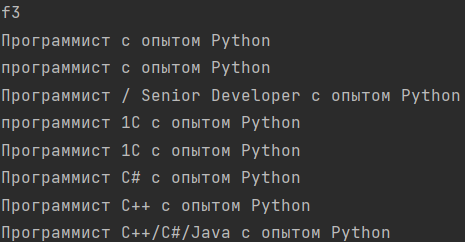 f3
Программист с опытом Python
программист с опытом Python
Программист / Senior Developer с опытом Python
программист 1С с опытом Python
Программист 1С с опытом Python
Программист C# с опытом Python
Программист C++ с опытом Python
Программист C++/C#/Java с опытом Python